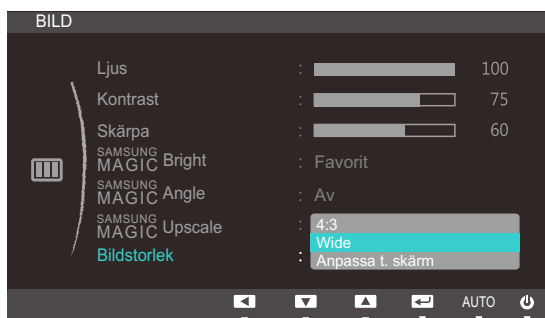 BILD
Ljus : 100
Kontrast : 75
Skärpa : 60
SAMSUNG MAGIC Bright : Favorit
SAMSUNG MAGIC Angle : Av
SAMSUNG MAGIC Upscale : 4:3
Wide
Bildstorlek : Anpassa t. skärm
AUTO